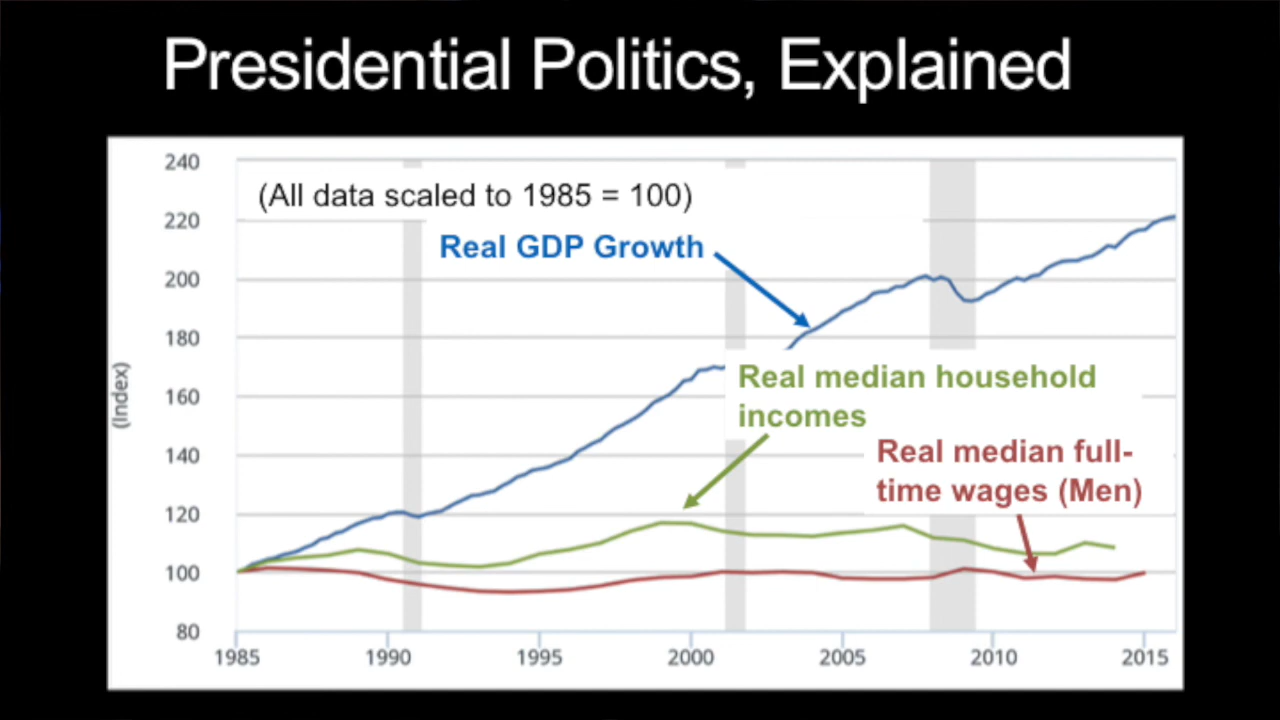 Presidential Politics, Explained
240
(All data scaled to 1985 = 100)
220
Real GDP Growth
200
180
Real median household
160
incomes
(Index)
Real median full-
140
time wages (Men)
120
100
80
1985 1990 1995 2000 2005 2010 2015